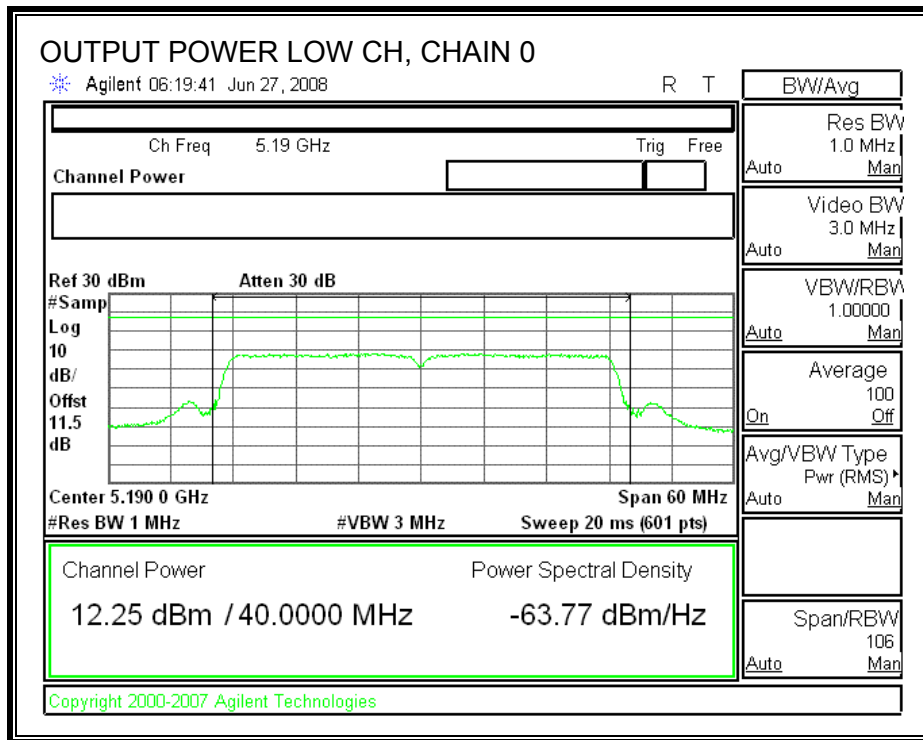 OUTPUT POWER LOW CH, CHAIN 0
Agilent 06:19:41 Jun 27, 2008 R T
BW/Avg
Ch Freq 5.19 GHz Trig Free
Channel Power
Res BW
1.0 MHz
Auto Man
Video BW
3.0 MHz
Auto Man
Ref 30 dBm Atten 30 dB
#Samp
Log
10
dB/
Offst
11.5
dB
VBW/RBW
1.00000
Auto Man
Average
100
On Off
Avg/VBW Type
Pwr (RMS)
Auto Man
Center 5.190 0 GHz Span 60 MHz
#Res BW 1 MHz #VBW 3 MHz Sweep 20 ms (601 pts)
Channel Power Power Spectral Density
12.25 dBm / 40.0000 MHz -63.77 dBm/Hz
Span/RBW
106
Auto Man
Copyright 2000-2007 Agilent Technologies